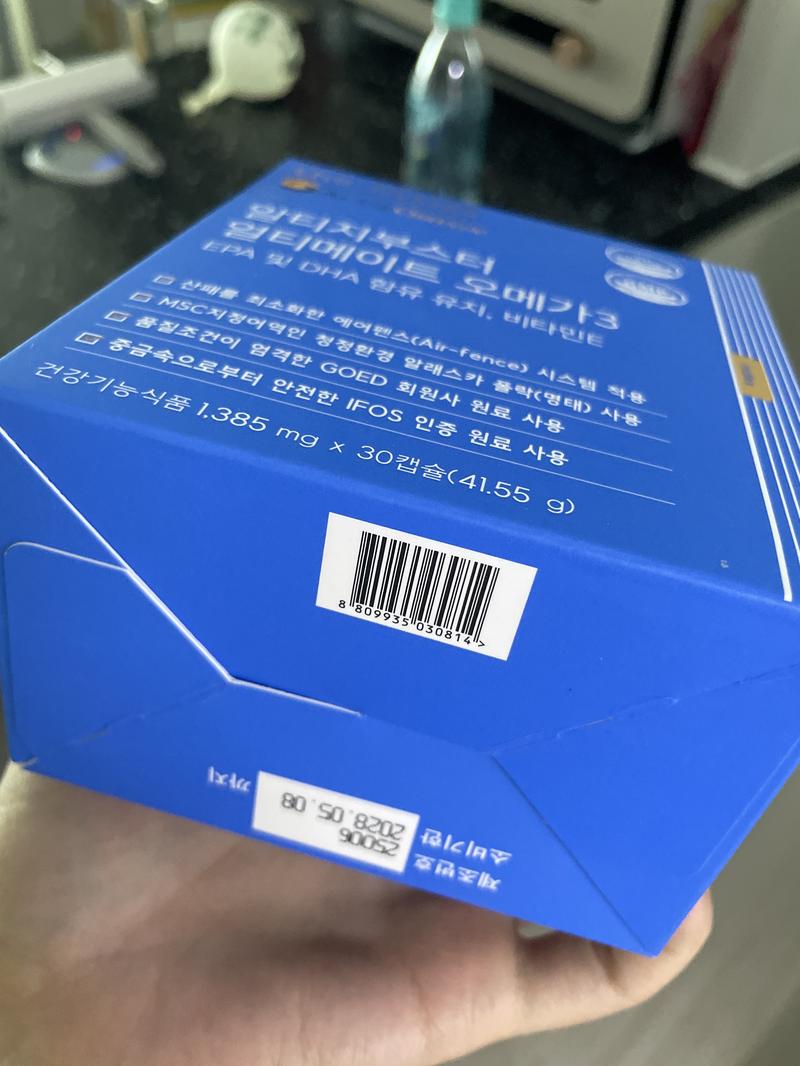 알티지부스터
얼티메이트 오메가3
EPA 및 DHA 함유 유지, 비타민E
산패를 최소화한 에어펜스(Air-Fence) 시스템 적용
MSC지정어역인 청정환경 알래스카 폴락(명태) 사용
품질조건이 엄격한 GOED 회원사 원료 사용
중금속으로부터 안전한 IFOS 인증 원료 사용
건강기능식품 1,385 mg x 30캡슐(41.55 g)
8 809935 030814 >
제조번호 25006
소비기한 2028.05.08 까지